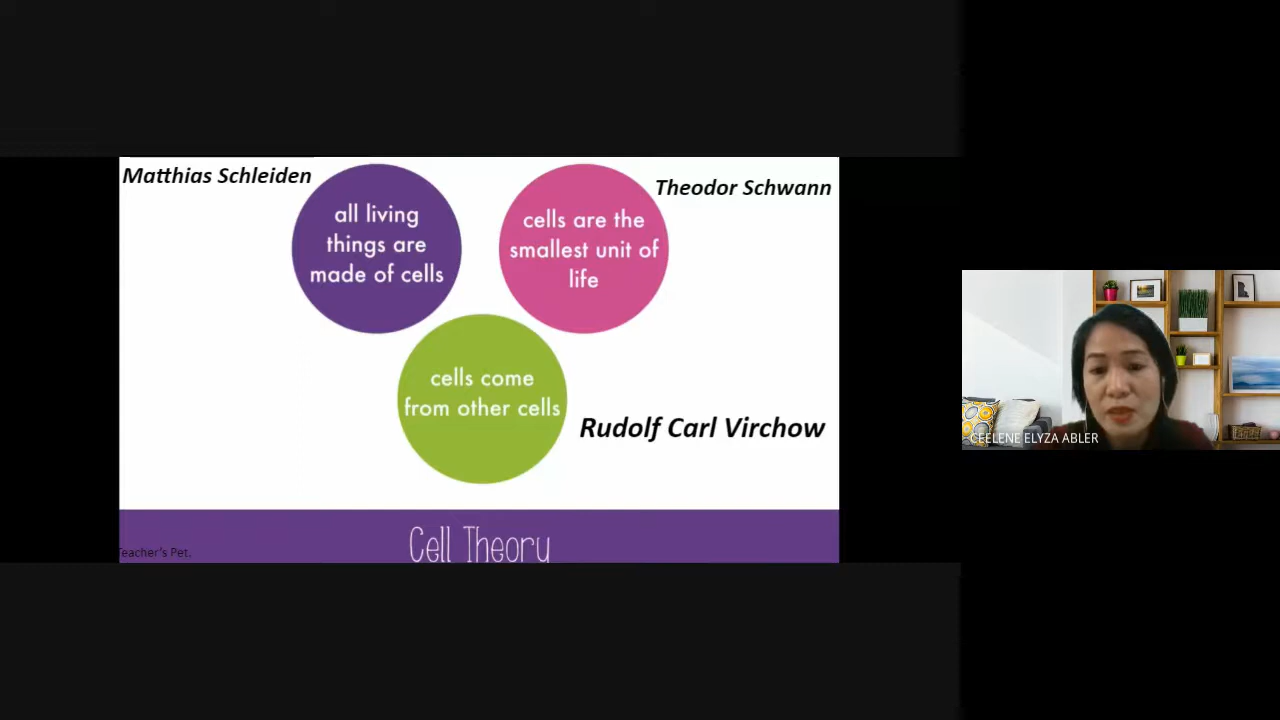 Matthias Schleiden
all living
things are
made of cells
cells are the
smallest unit of
life
Theodor Schwann
cells come
from other cells
Rudolf Carl Virchow
Cell Theory
Teacher's Pet.
CEELENE ELYZA ABLER